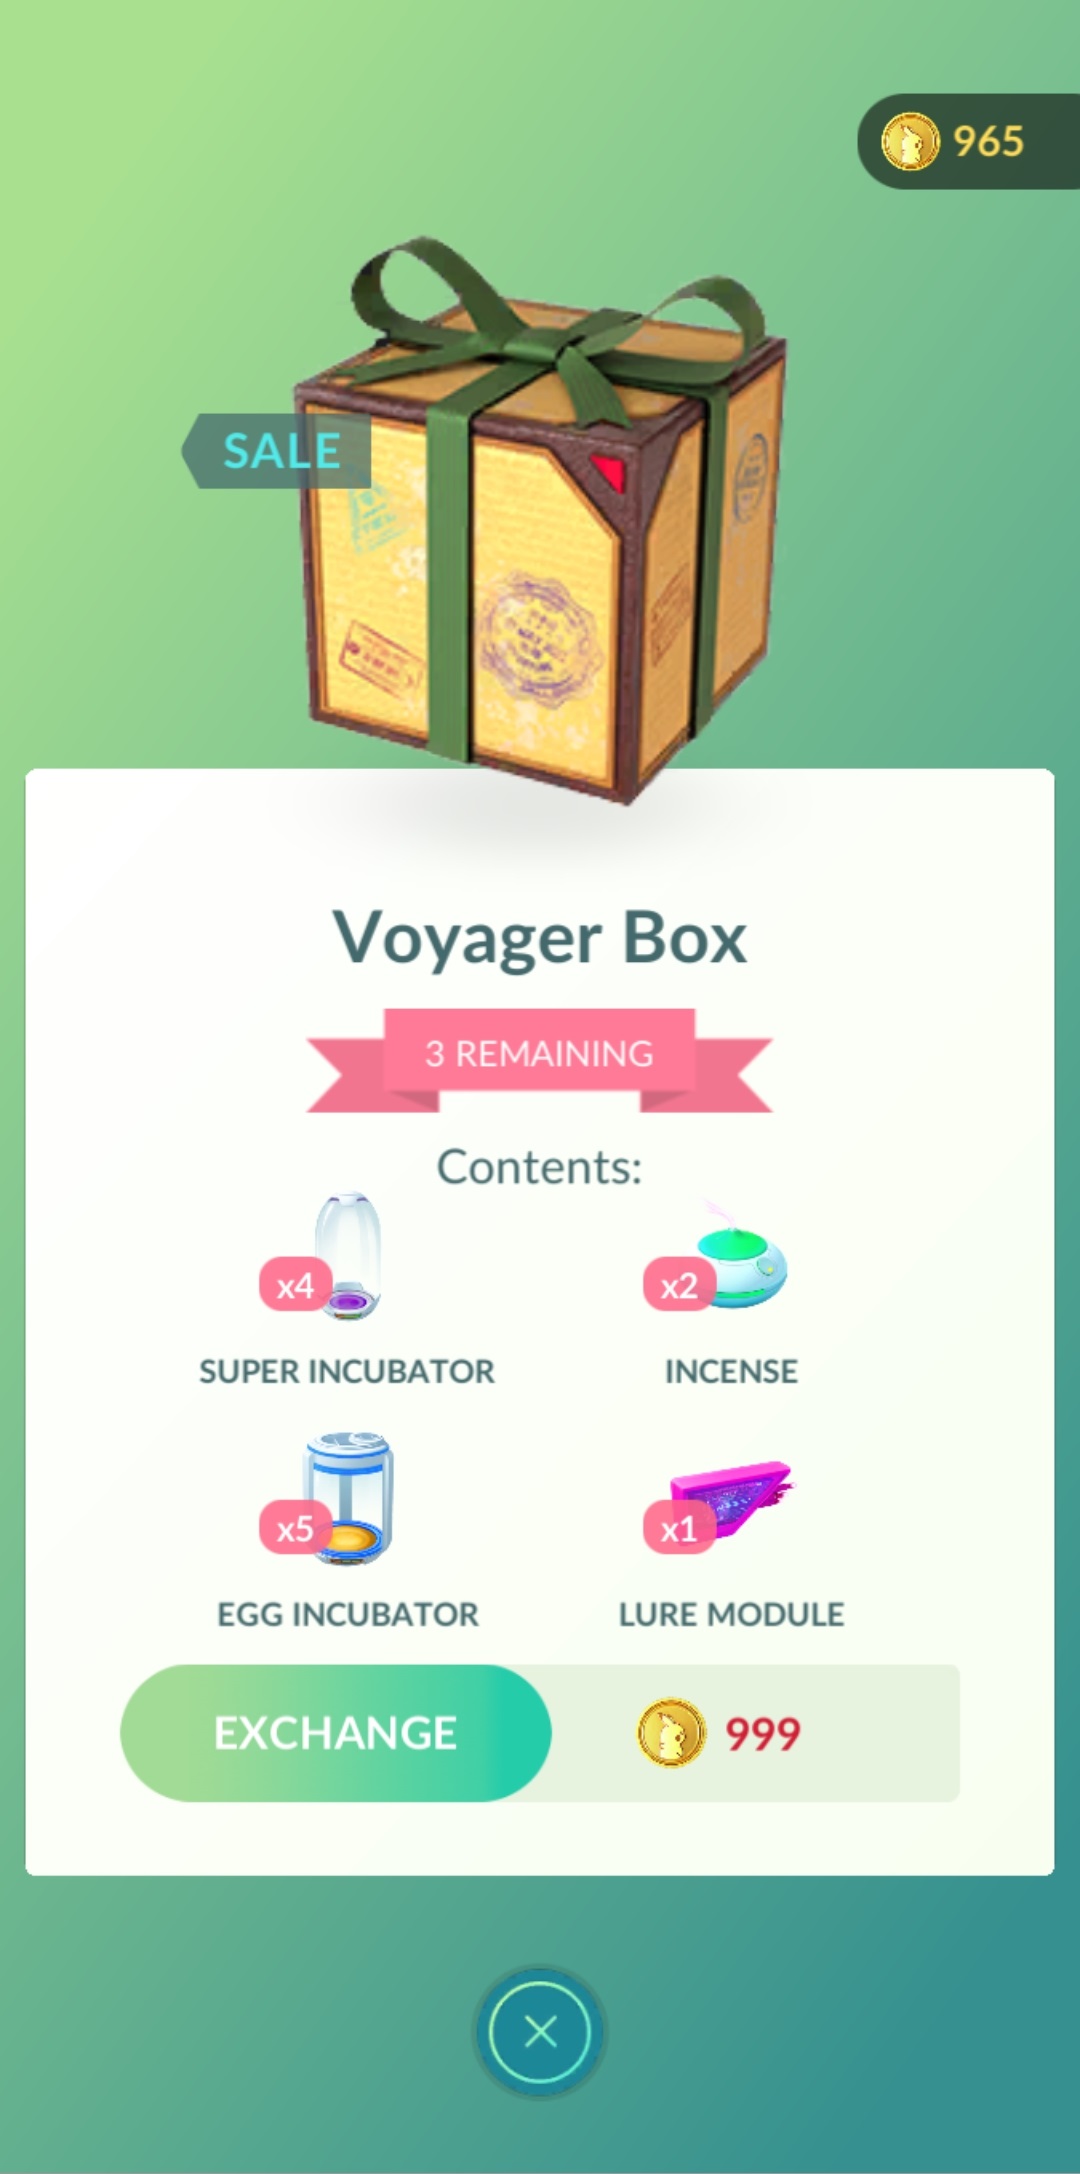 965
SALE
Voyager Box
3 REMAINING
Contents:
x4
SUPER INCUBATOR
x2
INCENSE
x5
EGG INCUBATOR
x1
LURE MODULE
EXCHANGE
999